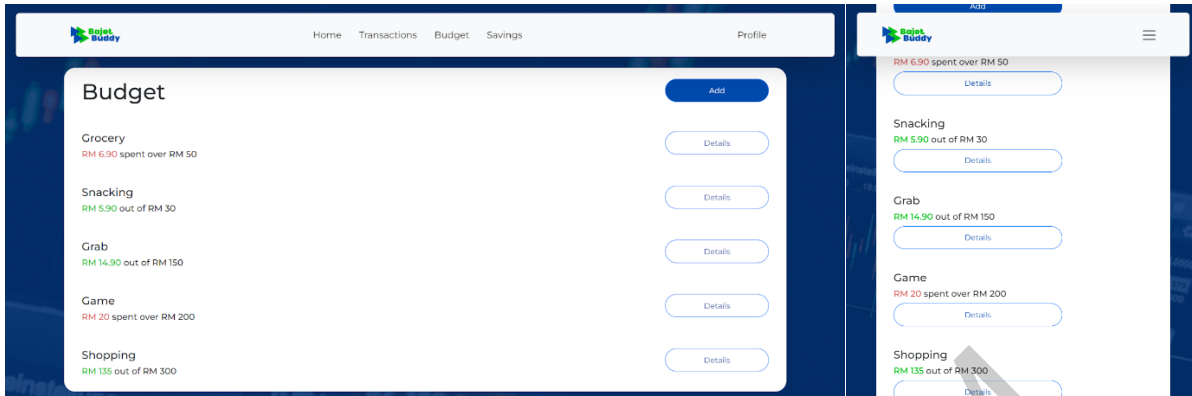 Bajet
Buddy
Home Transactions Budget Savings Profile
Budget
Add
Grocery
RM 6.90 spent over RM 50
Details
Snacking
RM 5.90 out of RM 30
Details
Grab
RM 14.90 out of RM 150
Details
Game
RM 20 spent over RM 200
Details
Shopping
RM 135 out of RM 300
Details
Add
Bajet
Buddy
RM 6.90 spent over RM 50
Details
Snacking
RM 5.90 out of RM 30
Details
Grab
RM 14.90 out of RM 150
Details
Game
RM 20 spent over RM 200
Details
Shopping
RM 135 out of RM 300
Details